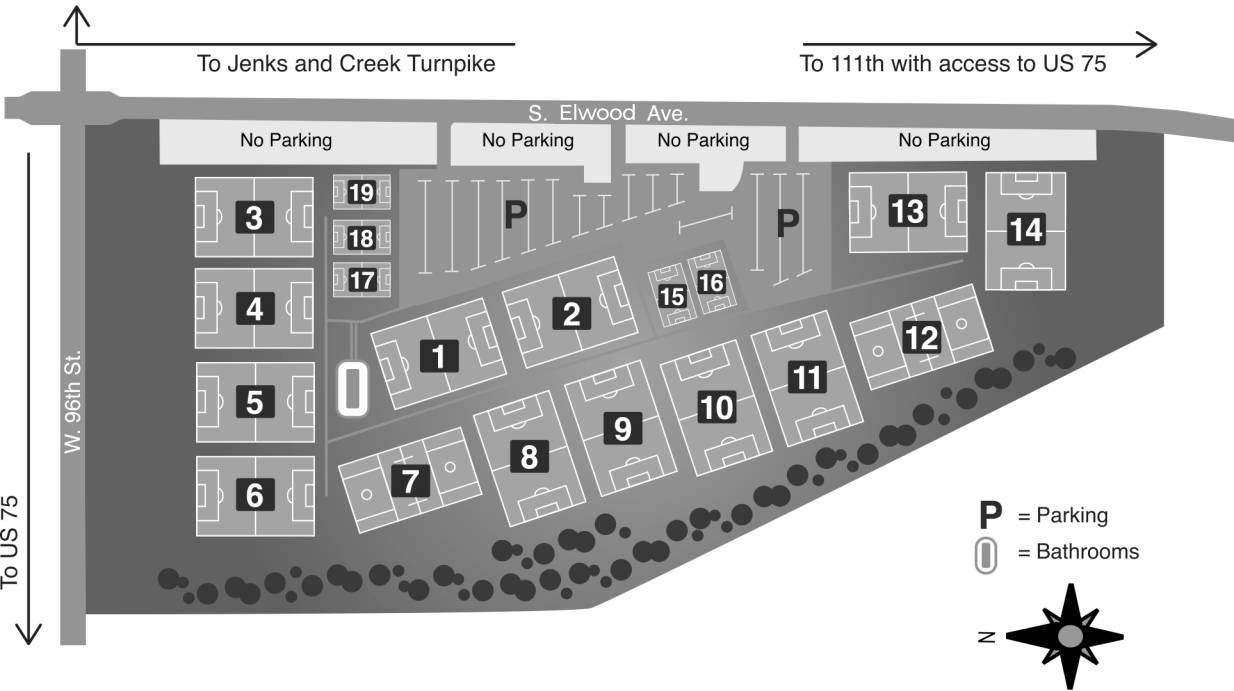 To Jenks and Creek Turnpike
To 111th with access to US 75
S. Elwood Ave.
No Parking
No Parking
No Parking
No Parking
3
19
P
P
13
14
18
17
4
15
16
2
1
12
11
10
9
8
7
5
6
W. 96th St.
To US 75
P = Parking
= Bathrooms
N